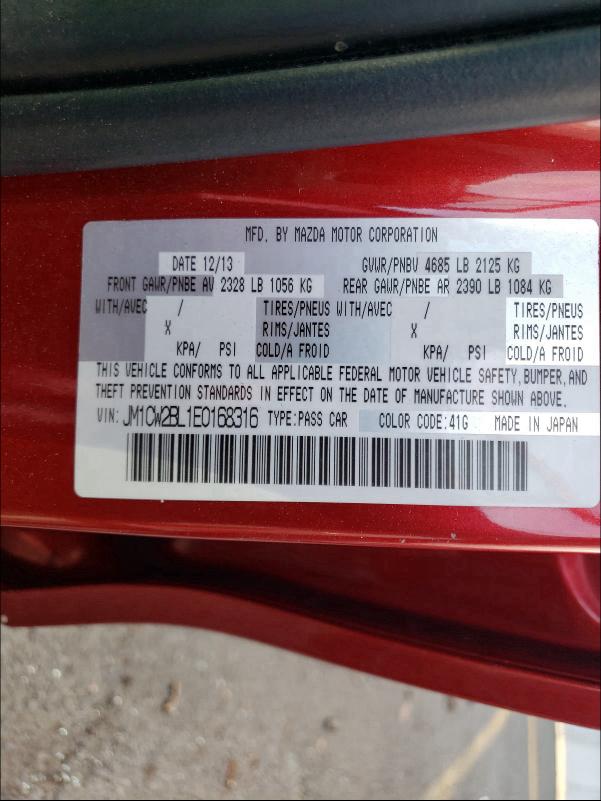 MFD. BY MAZDA MOTOR CORPORATION
DATE 12/13 GVWR/PNBV 4685 LB 2125 KG
FRONT GAWR/PNBE AV 2328 LB 1056 KG REAR GAWR/PNBE AR 2390 LB 1084 KG
WITH/AVEC / TIRES/PNEUS WITH/AVEC / TIRES/PNEUS
X RIMS/JANTES X RIMS/JANTES
KPA/ PSI COLD/A FROID KPA/ PSI COLD/A FROID
THIS VEHICLE CONFORMS TO ALL APPLICABLE FEDERAL MOTOR VEHICLE SAFETY,BUMPER,AND
THEFT PREVENTION STANDARDS IN EFFECT ON THE DATE OF MANUFACTURE SHOWN ABOVE.
VIN: JM1CW2BL1E0168316 TYPE:PASS CAR COLOR CODE:41G MADE IN JAPAN